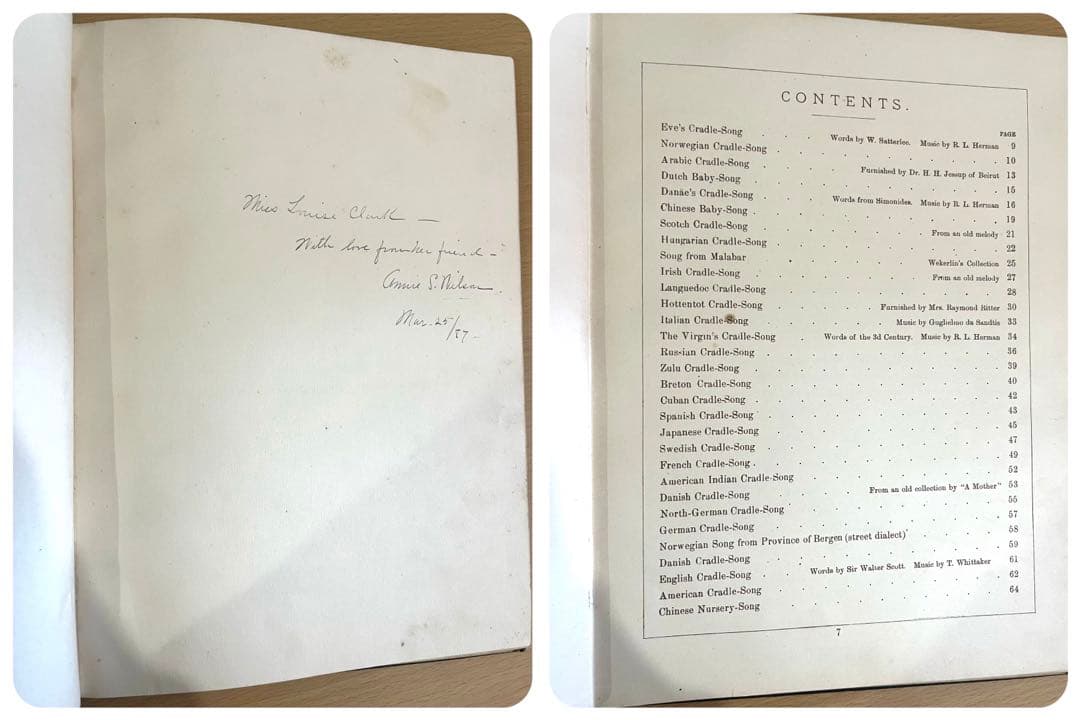 Miss Louise Clark —
With love from her friend -
Annie S. Wilson.
Mar. 25/87-
CONTENTS.
PAGE
Eve's Cradle-Song . . . Words by W. Satterlee. Music by R. L. Herman 9
Norwegian Cradle-Song 10
Arabic Cradle-Song . . . Furnished by Dr. H. H. Jessup of Beirut 13
Dutch Baby-Song 15
Danae's Cradle-Song . . . Words from Simonides. Music by R. L. Herman 16
Chinese Baby-Song 19
Scotch Cradle-Song . . . From an old melody 21
Hungarian Cradle-Song 22
Song from Malabar . . . Wekerlin's Collection 25
Irish Cradle-Song . . . From an old melody 27
Languedoc Cradle-Song 28
Hottentot Cradle-Song . . . Furnished by Mrs. Raymond Ritter 30
Italian Cradle-Song . . . Music by Guglielmo da Sandtis 33
The Virgin's Cradle-Song . Words of the 3d Century. Music by R. L. Herman 34
Russian Cradle-Song 36
Zulu Cradle-Song 39
Breton Cradle-Song 40
Cuban Cradle-Song 42
Spanish Cradle-Song 43
Japanese Cradle-Song 45
Swedish Cradle-Song 47
French Cradle-Song 49
American Indian Cradle-Song 52
Danish Cradle-Song . . . From an old collection by "A Mother" 53
North-German Cradle-Song 55
German Cradle-Song 57
Norwegian Song from Province of Bergen (street dialect) 58
Danish Cradle-Song 59
English Cradle-Song . . Words by Sir Walter Scott. Music by T. Whittaker 61
American Cradle-Song 62
Chinese Nursery-Song 64
7